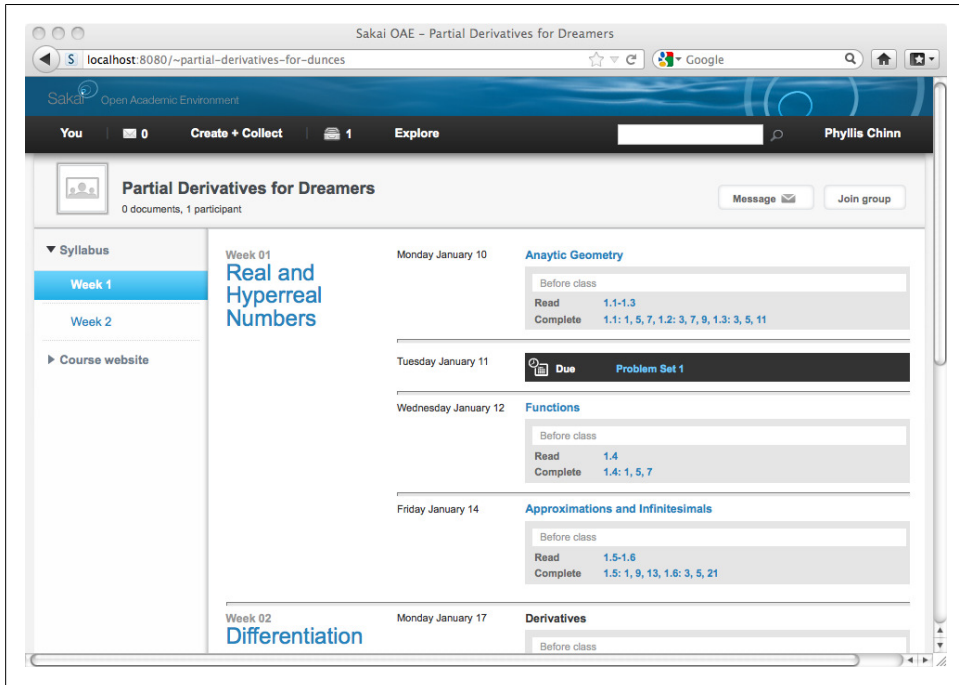 Sakai OAE – Partial Derivatives for Dreamers
S localhost:8080/~partial-derivatives-for-dunces
Google
Sakai Open Academic Environment
You 0 Create + Collect 1 Explore Phyllis Chinn
Partial Derivatives for Dreamers
0 documents, 1 participant
Message Join group
Syllabus
Week 1
Week 2
Course website
Week 01
Real and
Hyperreal
Numbers
Monday January 10
Anaytic Geometry
Before class
Read 1.1-1.3
Complete 1.1: 1, 5, 7, 1.2: 3, 7, 9, 1.3: 3, 5, 11
Tuesday January 11
Due Problem Set 1
Wednesday January 12
Functions
Before class
Read 1.4
Complete 1.4: 1, 5, 7
Friday January 14
Approximations and Infinitesimals
Before class
Read 1.5-1.6
Complete 1.5: 1, 9, 13, 1.6: 3, 5, 21
Week 02
Differentiation
Monday January 17
Derivatives
Before class